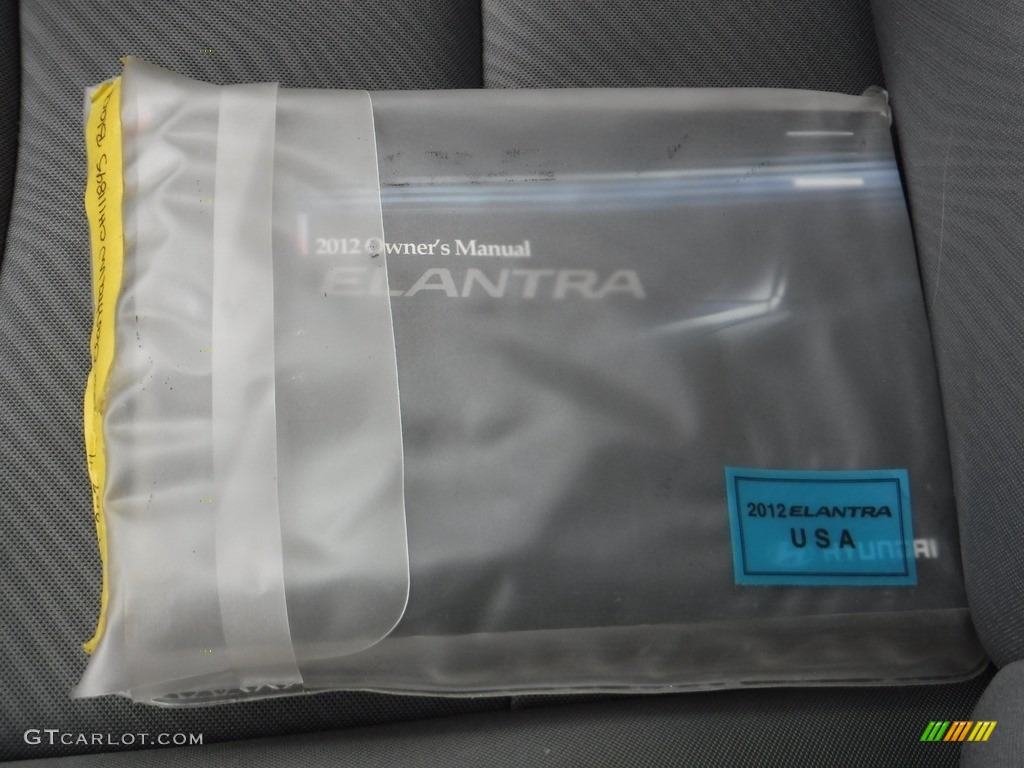 2012 Owner's Manual
ELANTRA
2012 ELANTRA
USA
HYUNDAI
GTCARLOT.COM